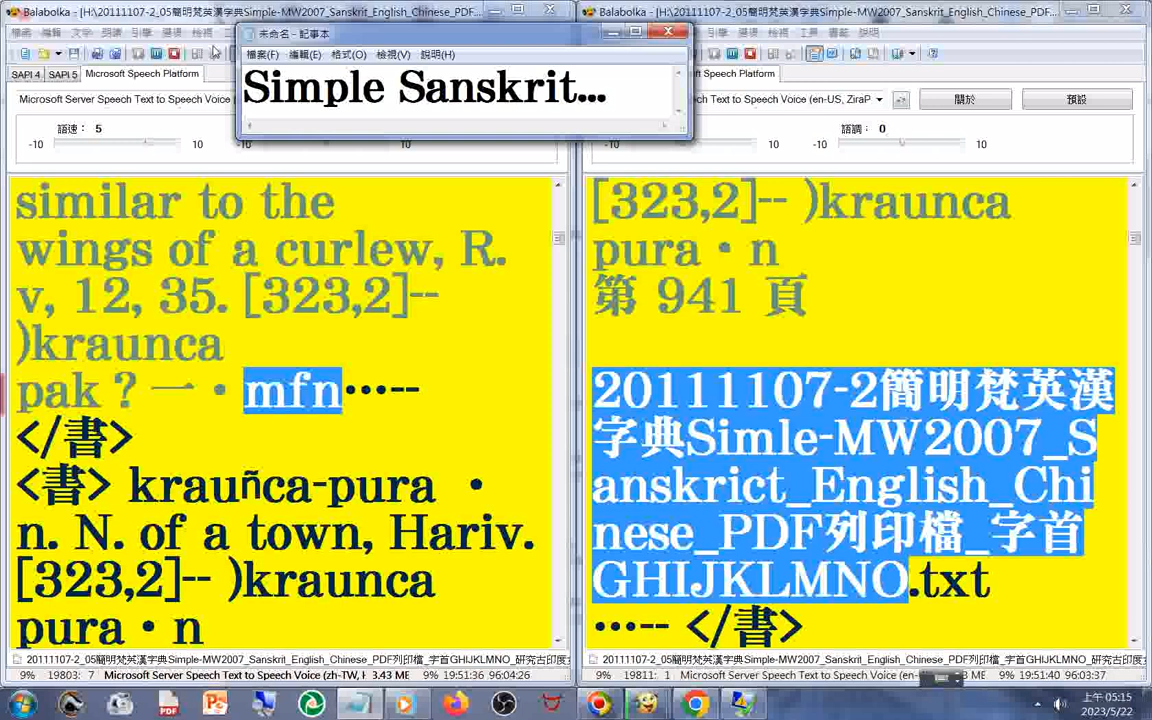 Balabolka - [H:\20111107-2_05簡明梵英漢字典Simple-MW2007_Sanskrit_English_Chinese_PDF...
Balabolka - [H:\20111107-2_05簡明梵英漢字典Simple-MW2007_Sanskrit_English_Chinese_PDF...
未命名 - 記事本
檔案(F) 編輯(E) 格式(O) 檢視(V) 說明(H)
Simple Sanskrit...
SAPI 4 SAPI 5 Microsoft Speech Platform
t Speech Platform
Microsoft Server Speech Text to Speech Voice
ch Text to Speech Voice (en-US, ZiraP
關於
預設
語速： 5
-10 10 10
語調： 0
-10 10 -10 10
similar to the
wings of a curlew, R.
v, 12, 35. [323,2]--
)kraunca
pak ? 一 · mfn…--
</書>
<書> krauñca-pura ·
n. N. of a town, Hariv.
[323,2]-- )kraunca
pura · n
[323,2]-- )kraunca
pura · n
第 941 頁
20111107-2簡明梵英漢
字典Simle-MW2007_S
anskrict_English_Chi
nese_PDF列印檔_字首
GHIJKLMNO.txt
…-- </書>
20111107-2_05簡明梵英漢字典Simple-MW2007_Sanskrit_English_Chinese_PDF列印檔_字首GHIJKLMNO_研究古印度
20111107-2_05簡明梵英漢字典Simple-MW2007_Sanskrit_English_Chinese_PDF列印檔_字首GHIJKLMNO_
9% 19803: 7 Microsoft Server Speech Text to Speech Voice (zh-TW, H 3.43 ME 9% 19:51:36 96:04:26
9% 19811: 1 Microsoft Server Speech Text to Speech Voice (en- 3 ME 9% 19:51:40 96:03:37
上午 05:15
2023/5/22